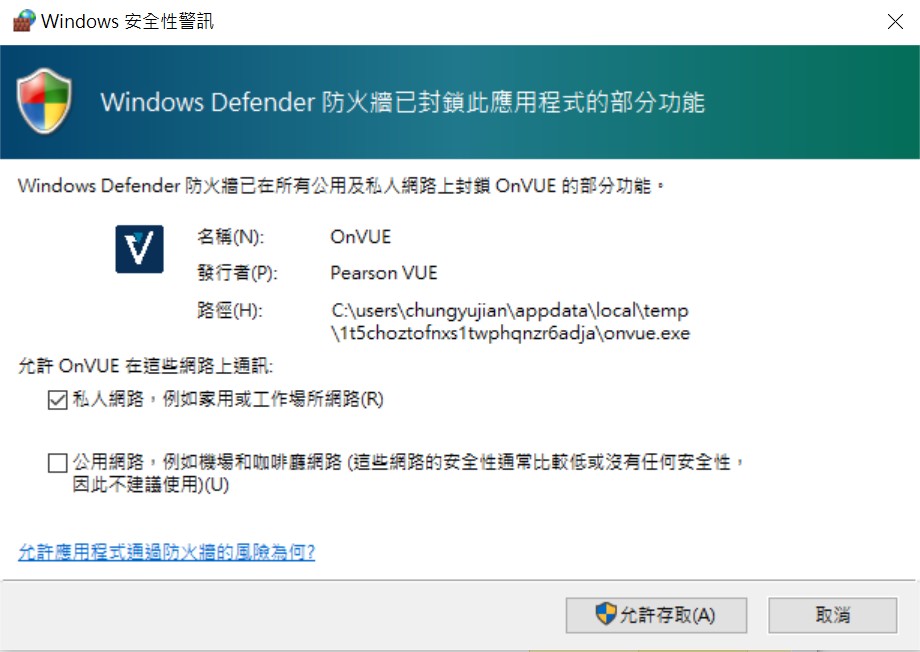 Windows 安全性警訊
Windows Defender 防火牆已封鎖此應用程式的部分功能
Windows Defender 防火牆已在所有公用及私人網路上封鎖 OnVUE 的部分功能。
名稱(N): OnVUE
發行者(P): Pearson VUE
路徑(H): C:\users\chungyujian\appdata\local\temp
\1t5choztofnxs1twphqnzr6adja\onvue.exe
允許 OnVUE 在這些網路上通訊:
私人網路，例如家用或工作場所網路(R)
公用網路，例如機場和咖啡廳網路 (這些網路的安全性通常比較低或沒有任何安全性，
因此不建議使用)(U)
允許應用程式通過防火牆的風險為何?
允許存取(A) 取消